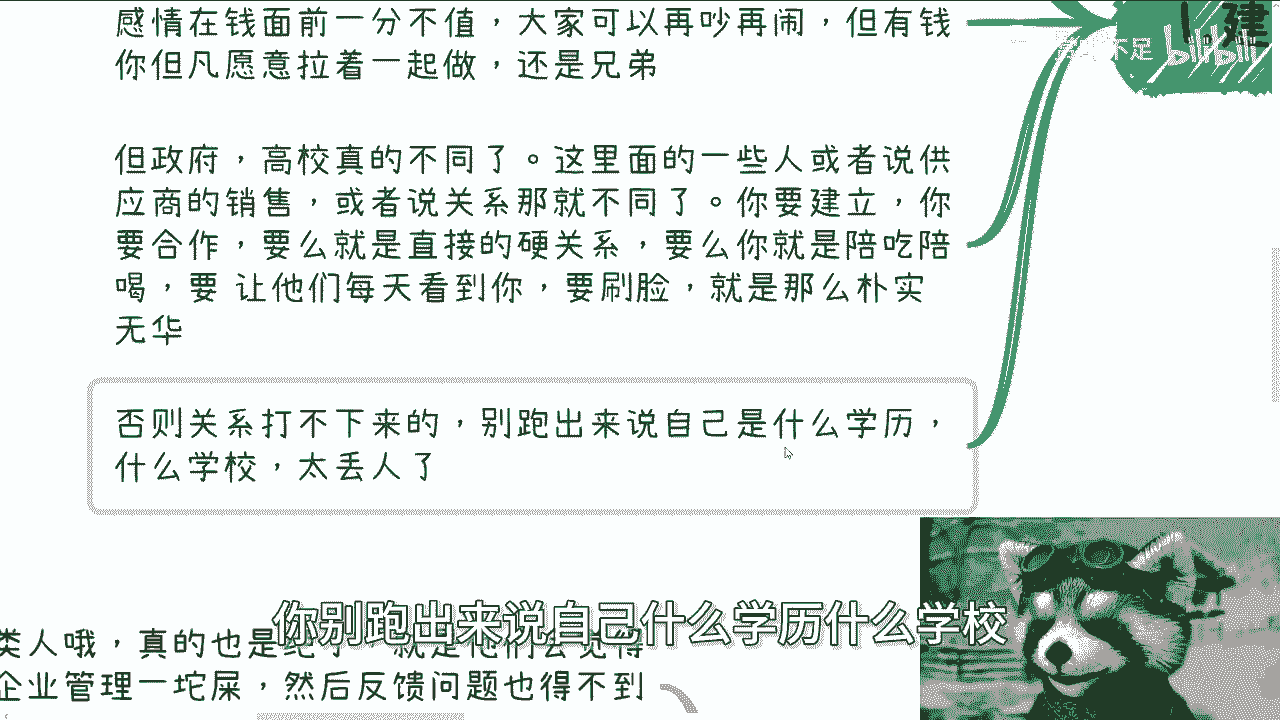 感情在钱面前一分不值，大家可以再吵再闹，但有钱
你但凡愿意拉着一起做，还是兄弟
1。建
不足 bilibili
但政府，高校真的不同了。这里面的一些人或者说供
应商的销售，或者说关系那就不同了。你要建立，你
要合作，要么就是直接的硬关系，要么你就是陪吃陪
喝，要 让他们每天看到你，要刷脸，就是那么朴实
无华
否则关系打不下来的，别跑出来说自己是什么学历，
什么学校，太丢人了
你别跑出来说自己什么学历什么学校
类人哦，真的也是绝了，就是他们会觉得
企业管理一坨屎，然后反馈问题也得不到